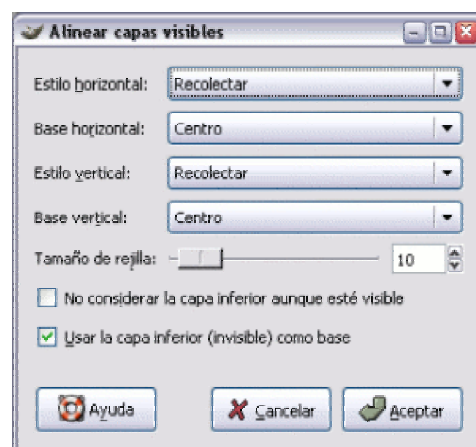 Alinear capas visibles
Estilo horizontal: Recolectar
Base horizontal: Centro
Estilo vertical: Recolectar
Base vertical: Centro
Tamaño de rejilla: 10
No considerar la capa inferior aunque esté visible
Usar la capa inferior (invisible) como base
Ayuda Cancelar Aceptar